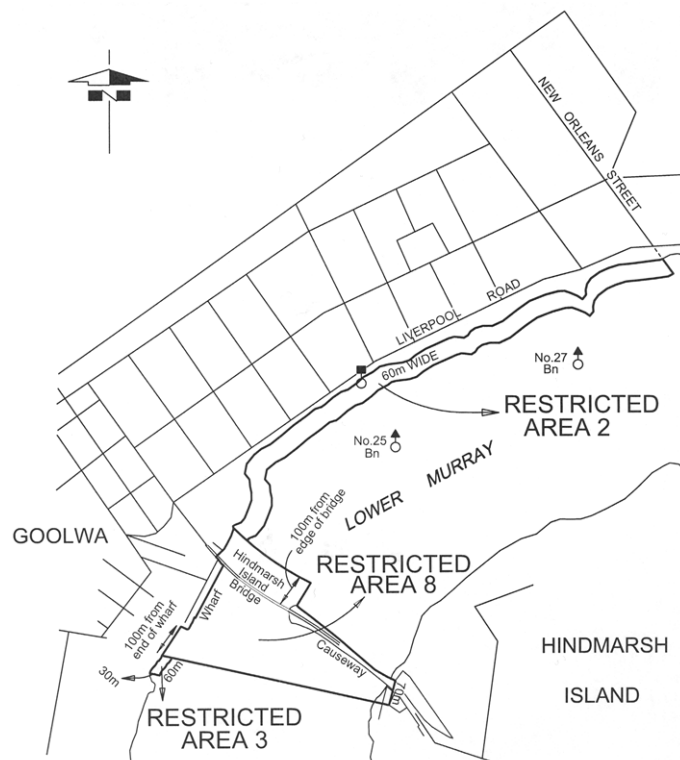 N
NEW ORLEANS STREET
LIVERPOOL ROAD
60m WIDE
No.27
Bn
RESTRICTED
AREA 2
No.25
Bn
LOWER MURRAY
GOOLWA
100m from
edge of bridge
Hindmarsh
Island
Bridge
RESTRICTED
AREA 8
Wharf
100m from
end of wharf
Causeway
HINDMARSH
ISLAND
30m
60m
70m
RESTRICTED
AREA 3